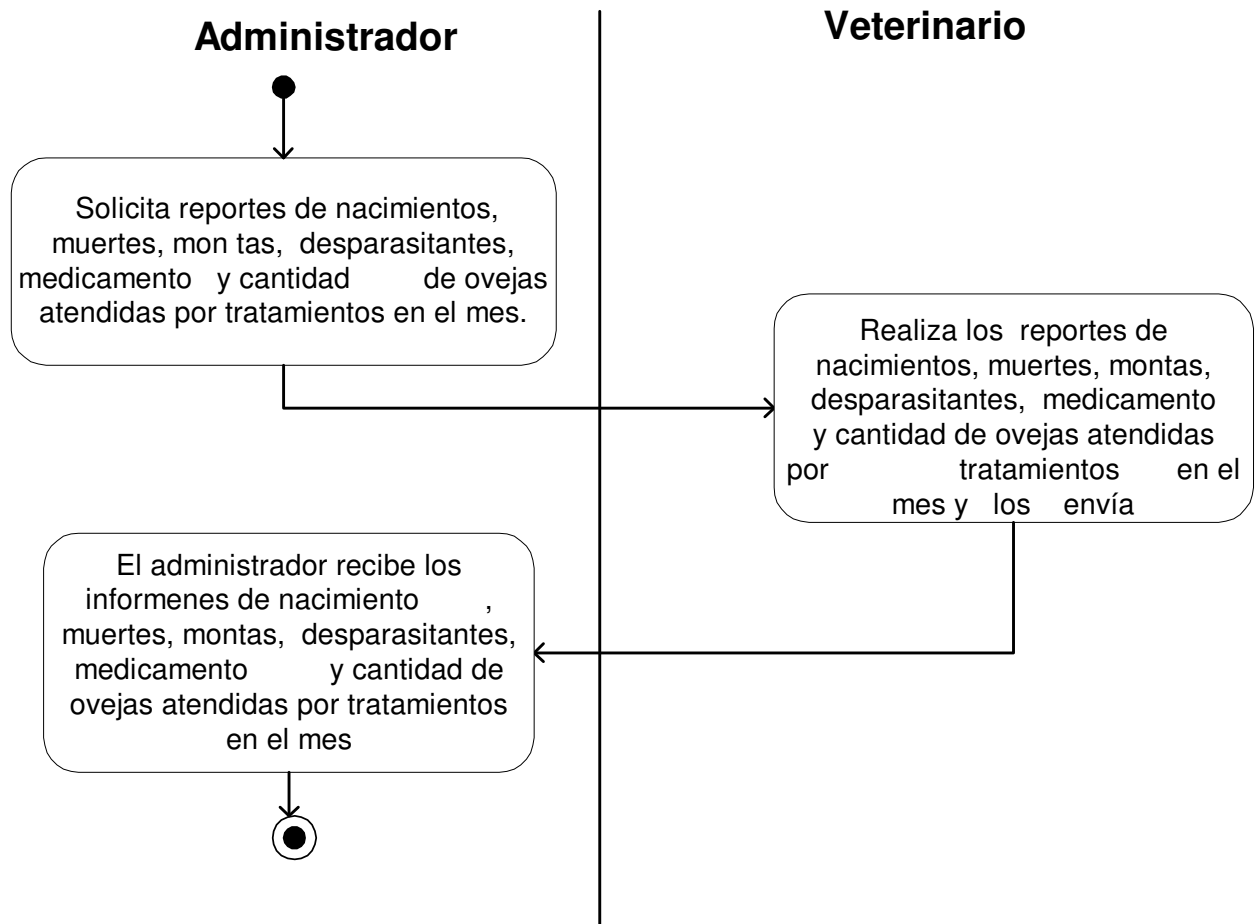 Administrador
Veterinario
Solicita reportes de nacimientos,
muertes, mon tas, desparasitantes,
medicamento y cantidad de ovejas
atendidas por tratamientos en el mes.
Realiza los reportes de
nacimientos, muertes, montas,
desparasitantes, medicamento
y cantidad de ovejas atendidas
por tratamientos en el
mes y los envía
El administrador recibe los
informenes de nacimiento ,
muertes, montas, desparasitantes,
medicamento y cantidad de
ovejas atendidas por tratamientos
en el mes